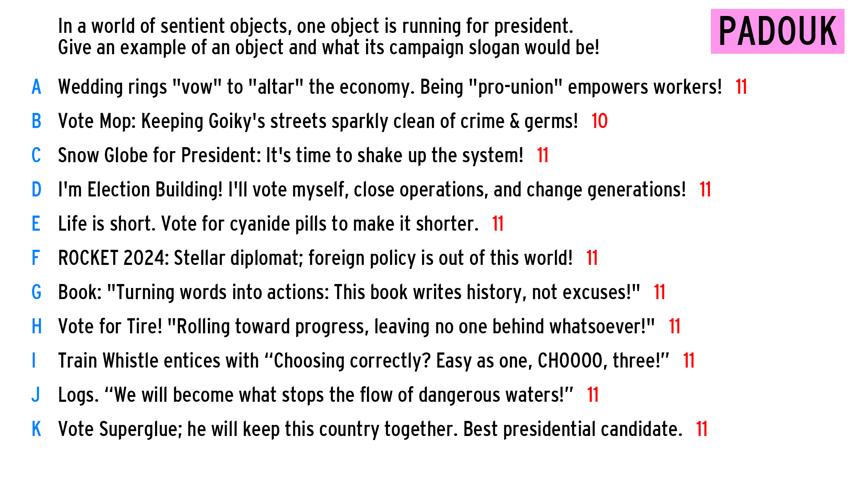 In a world of sentient objects, one object is running for president.
Give an example of an object and what its campaign slogan would be!
PADOUK
A Wedding rings "vow" to "altar" the economy. Being "pro-union" empowers workers! 11
B Vote Mop: Keeping Goiky's streets sparkly clean of crime & germs! 10
C Snow Globe for President: It's time to shake up the system! 11
D I'm Election Building! I'll vote myself, close operations, and change generations! 11
E Life is short. Vote for cyanide pills to make it shorter. 11
F ROCKET 2024: Stellar diplomat; foreign policy is out of this world! 11
G Book: "Turning words into actions: This book writes history, not excuses!" 11
H Vote for Tire! "Rolling toward progress, leaving no one behind whatsoever!" 11
I Train Whistle entices with “Choosing correctly? Easy as one, CHOOOO, three!” 11
J Logs. “We will become what stops the flow of dangerous waters!” 11
K Vote Superglue; he will keep this country together. Best presidential candidate. 11